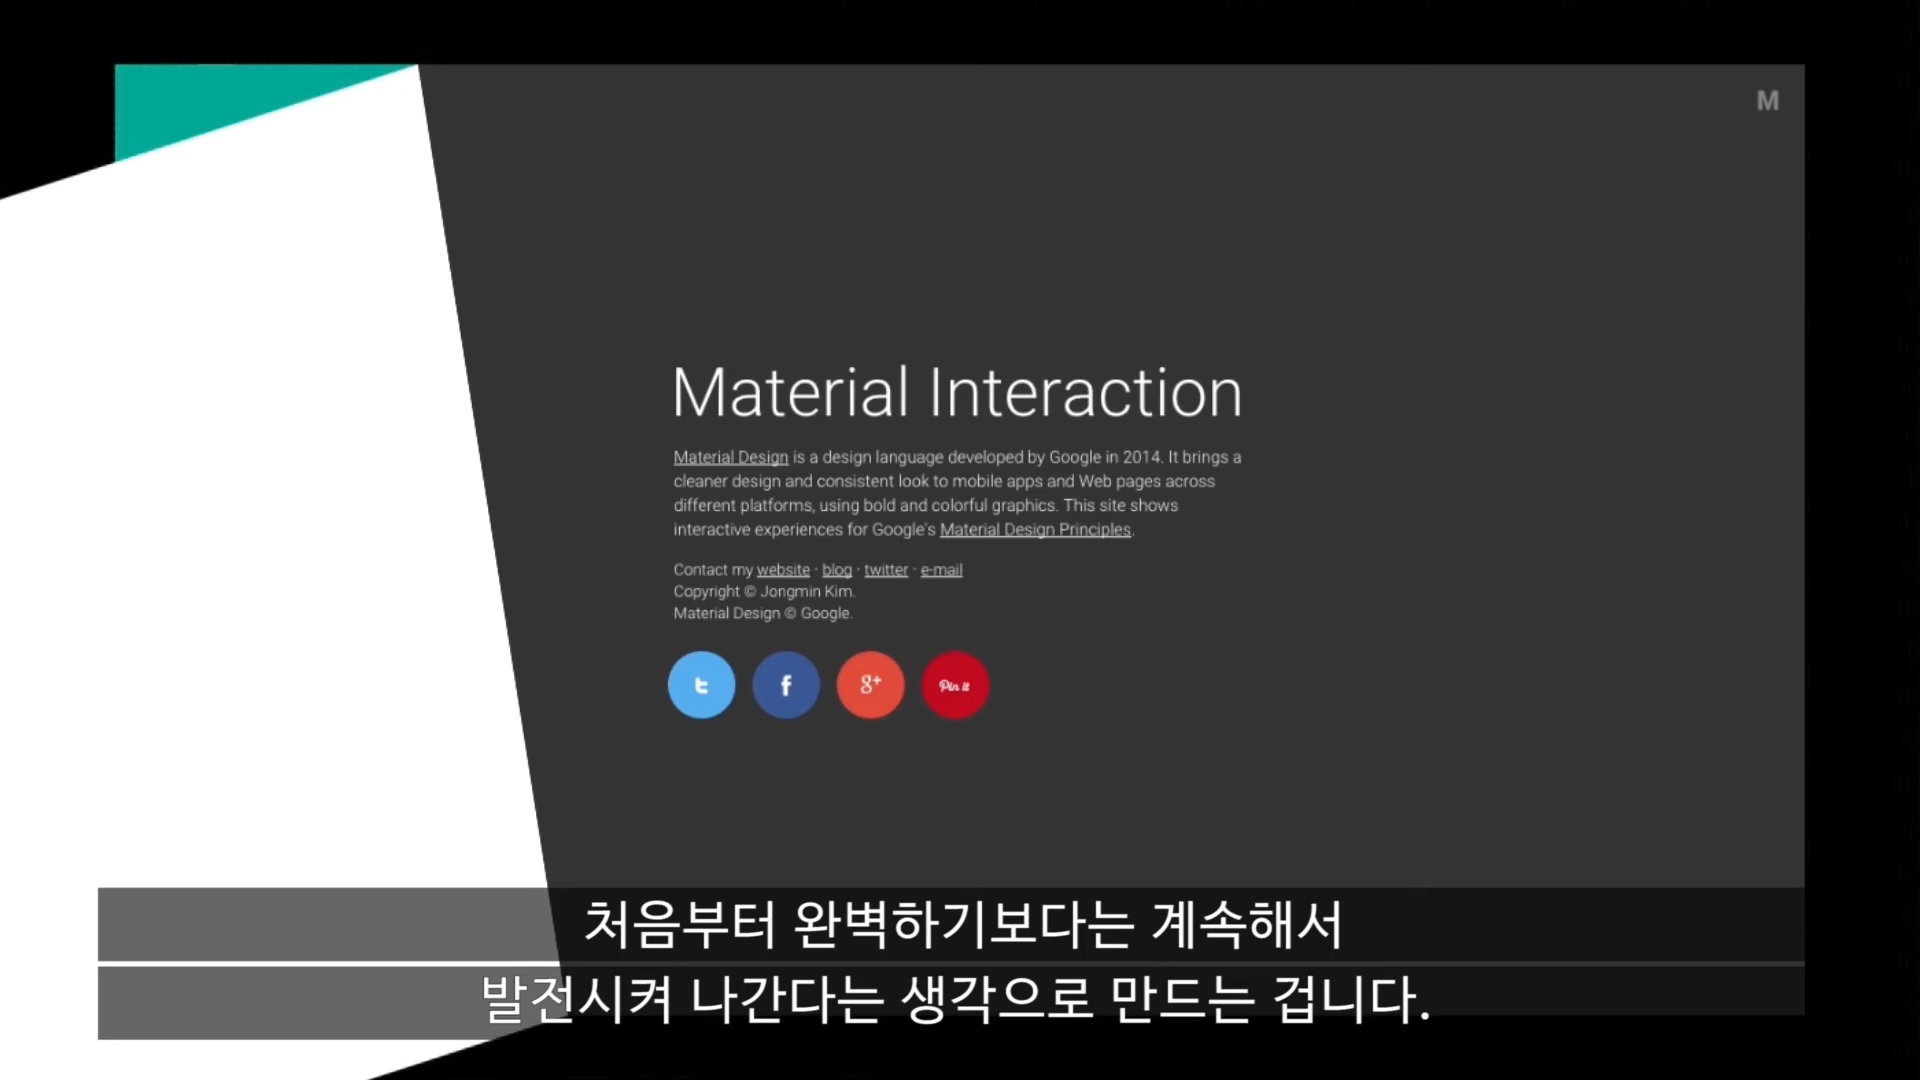 M
Material Interaction
Material Design is a design language developed by Google in 2014. It brings a
cleaner design and consistent look to mobile apps and Web pages across
different platforms, using bold and colorful graphics. This site shows
interactive experiences for Google's Material Design Principles.
Contact my website · blog · twitter · e-mail
Copyright © Jongmin Kim.
Material Design © Google.
t f g+ Pin it
처음부터 완벽하기보다는 계속해서
발전시켜 나간다는 생각으로 만드는 겁니다.